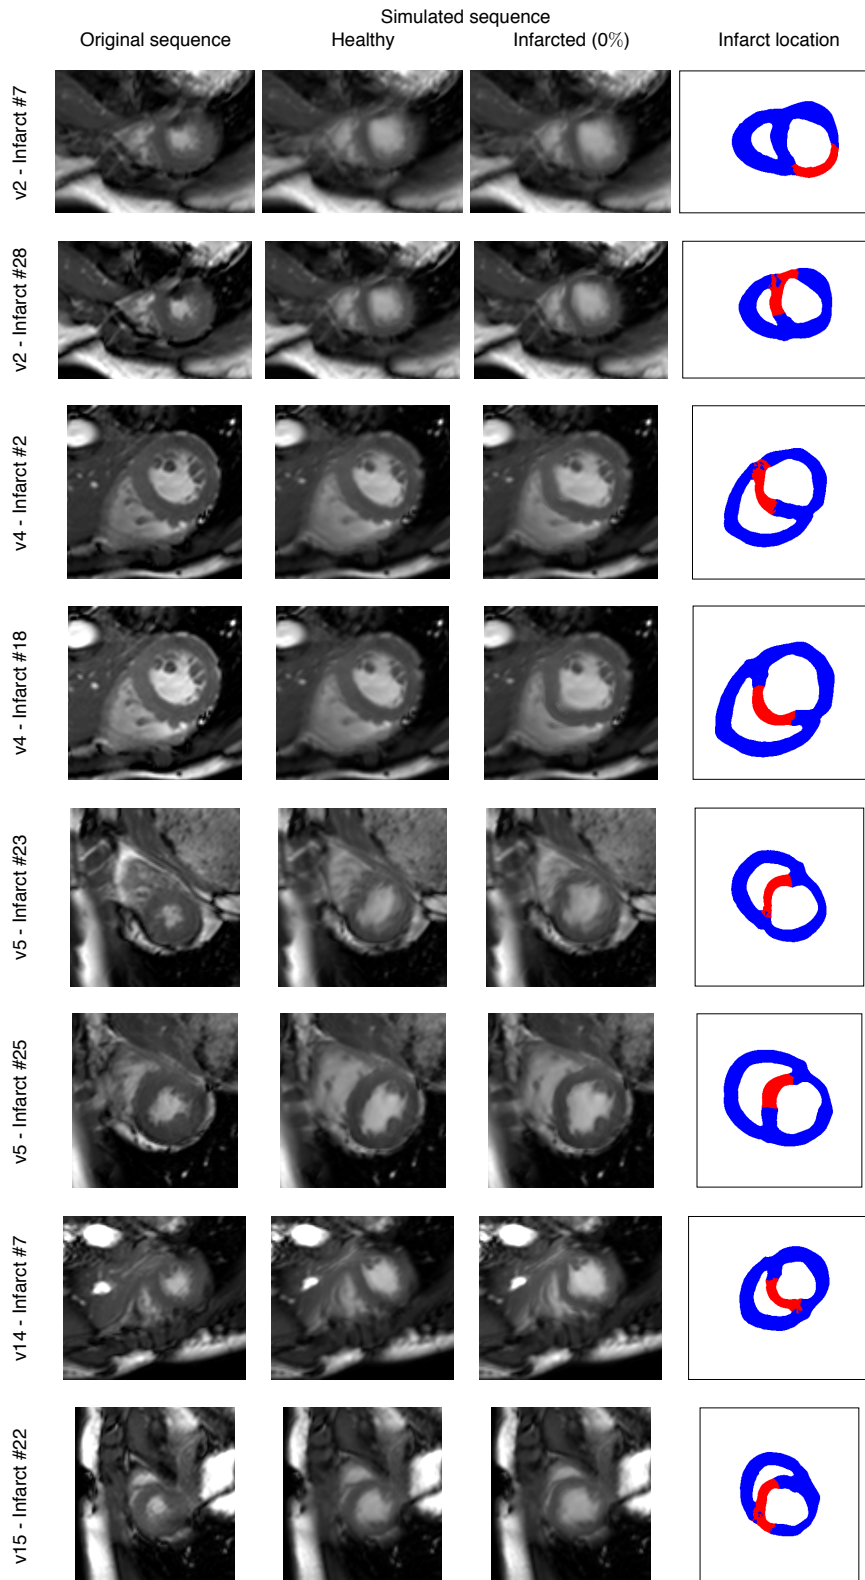 Simulated sequence
Original sequence Healthy Infarcted (0%) Infarct location
v2 - Infarct #7
v2 - Infarct #28
v4 - Infarct #2
v4 - Infarct #18
v5 - Infarct #23
v5 - Infarct #25
v14 - Infarct #7
v15 - Infarct #22